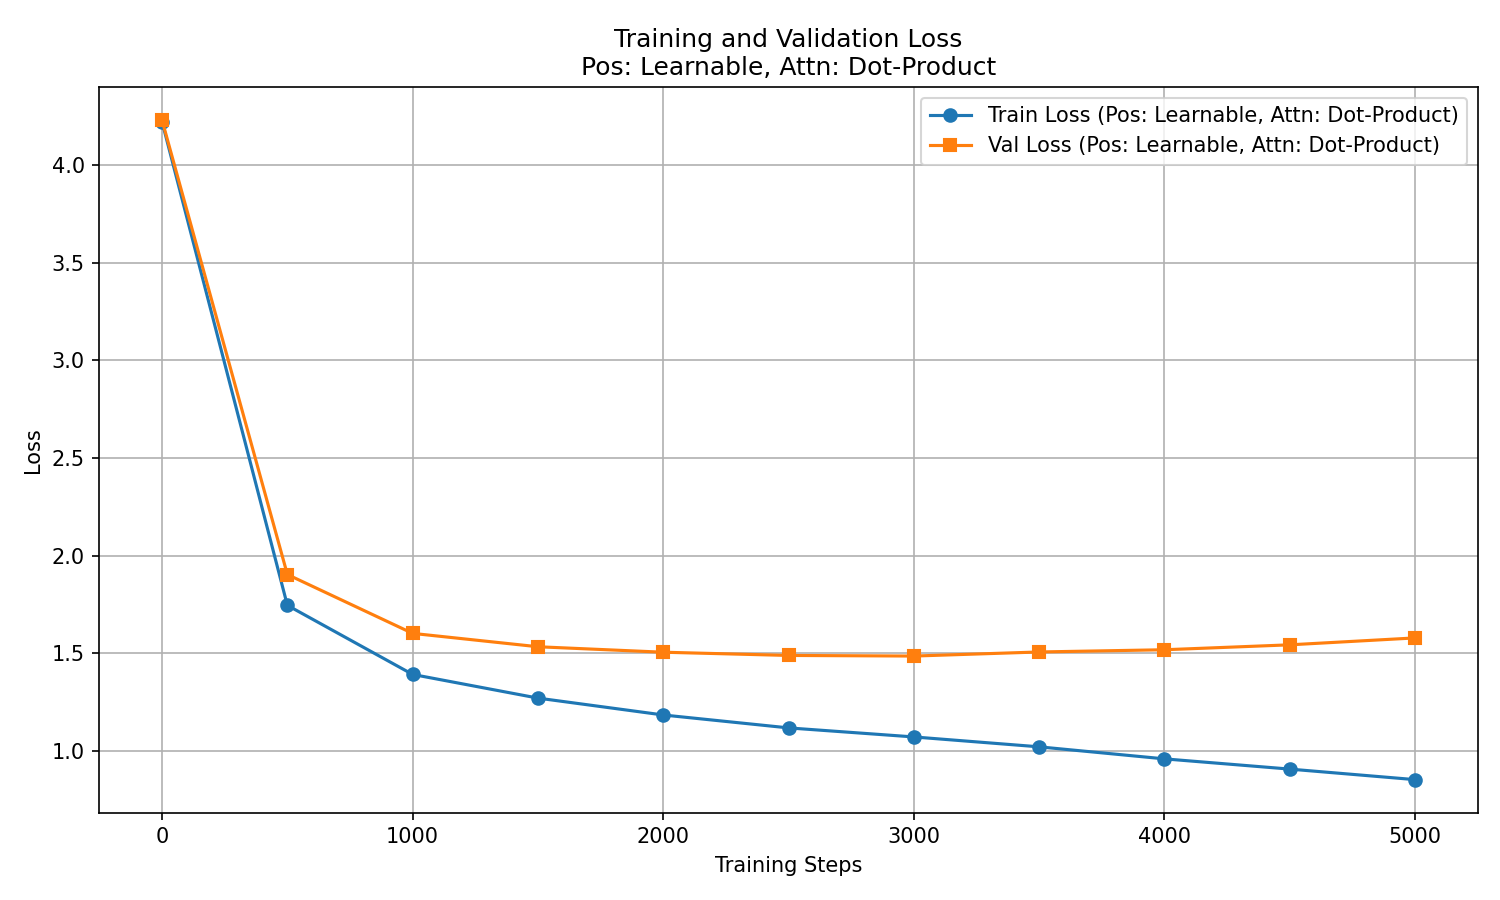 Training and Validation Loss
Pos: Learnable, Attn: Dot-Product
Train Loss (Pos: Learnable, Attn: Dot-Product)
Val Loss (Pos: Learnable, Attn: Dot-Product)
Loss
4.0
3.5
3.0
2.5
2.0
1.5
1.0
0 1000 2000 3000 4000 5000
Training Steps